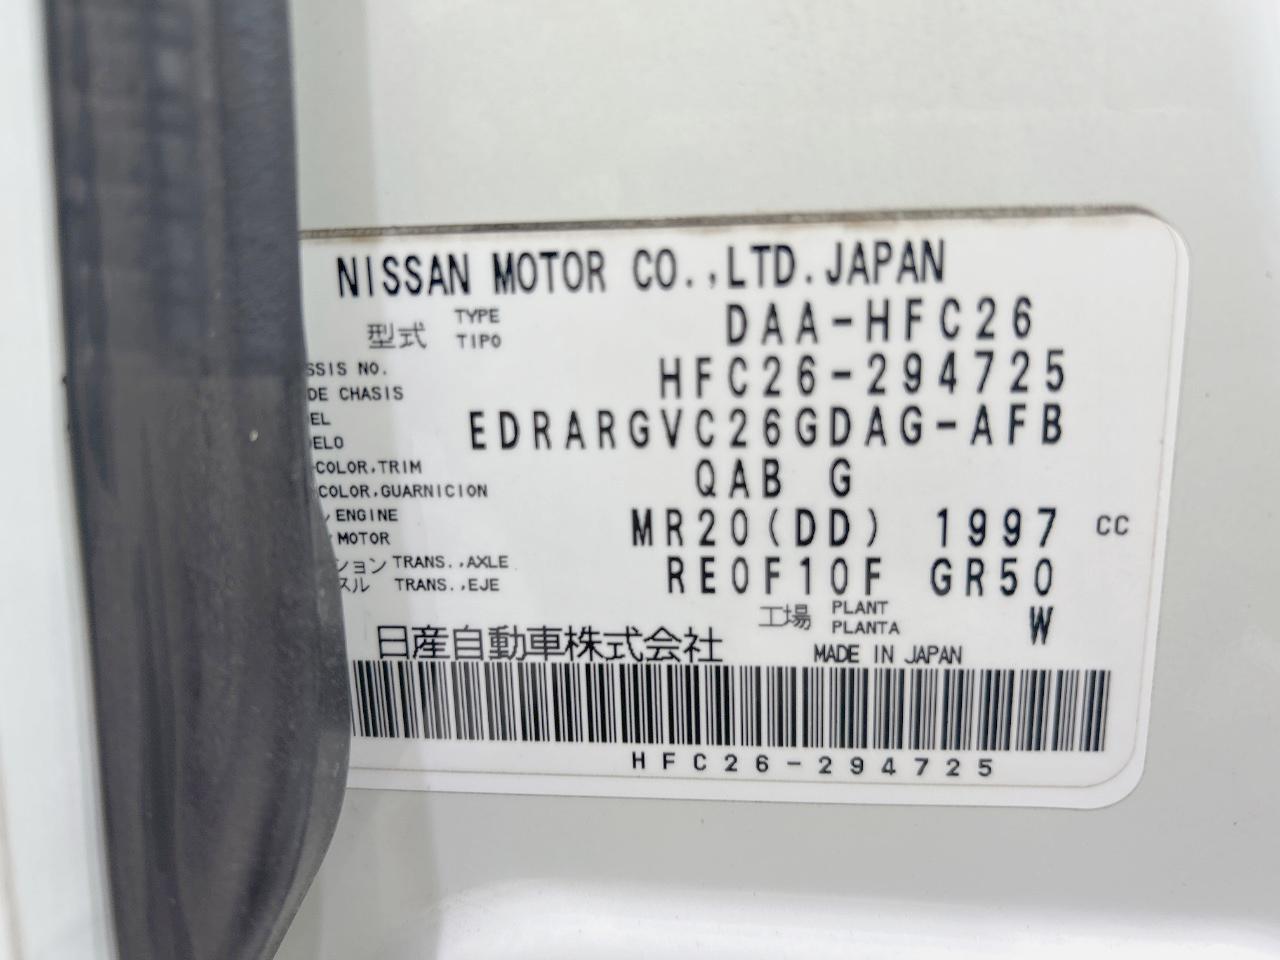 NISSAN MOTOR CO.,LTD.JAPAN
型式 TYPE TIPO DAA-HFC26
SSIS NO.
DE CHASIS HFC26-294725
EL
ELO EDRARGVC26GDAG-AFB
COLOR,TRIM
COLOR,GUARNICION QAB G
ENGINE
MOTOR MR20(DD) 1997 CC
ション TRANS.,AXLE
スル TRANS.,EJE RE0F10F GR50
工場 PLANT PLANTA W
日産自動車株式会社 MADE IN JAPAN
HFC26-294725